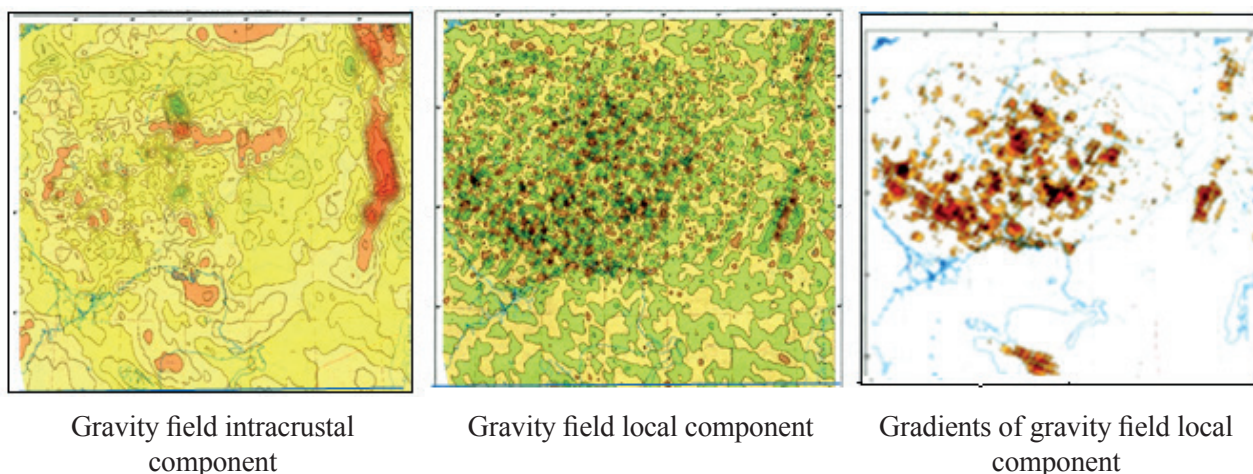 Gravity field intracrustal
component
Gravity field local component
Gradients of gravity field local
component